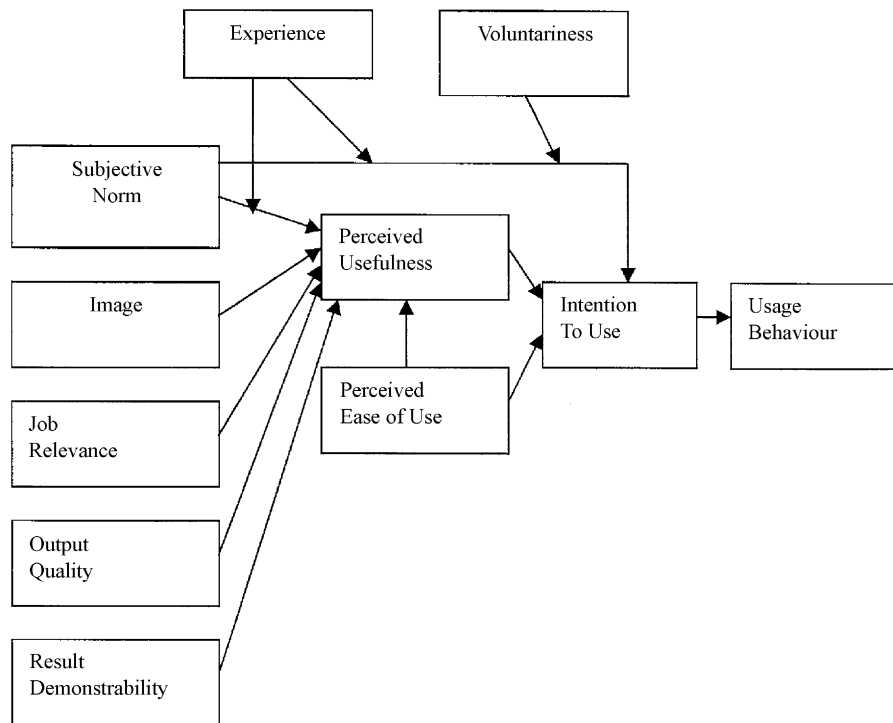 Experience
Voluntariness
Subjective
Norm
Perceived
Usefulness
Image
Intention
To Use
Usage
Behaviour
Perceived
Ease of Use
Job
Relevance
Output
Quality
Result
Demonstrability